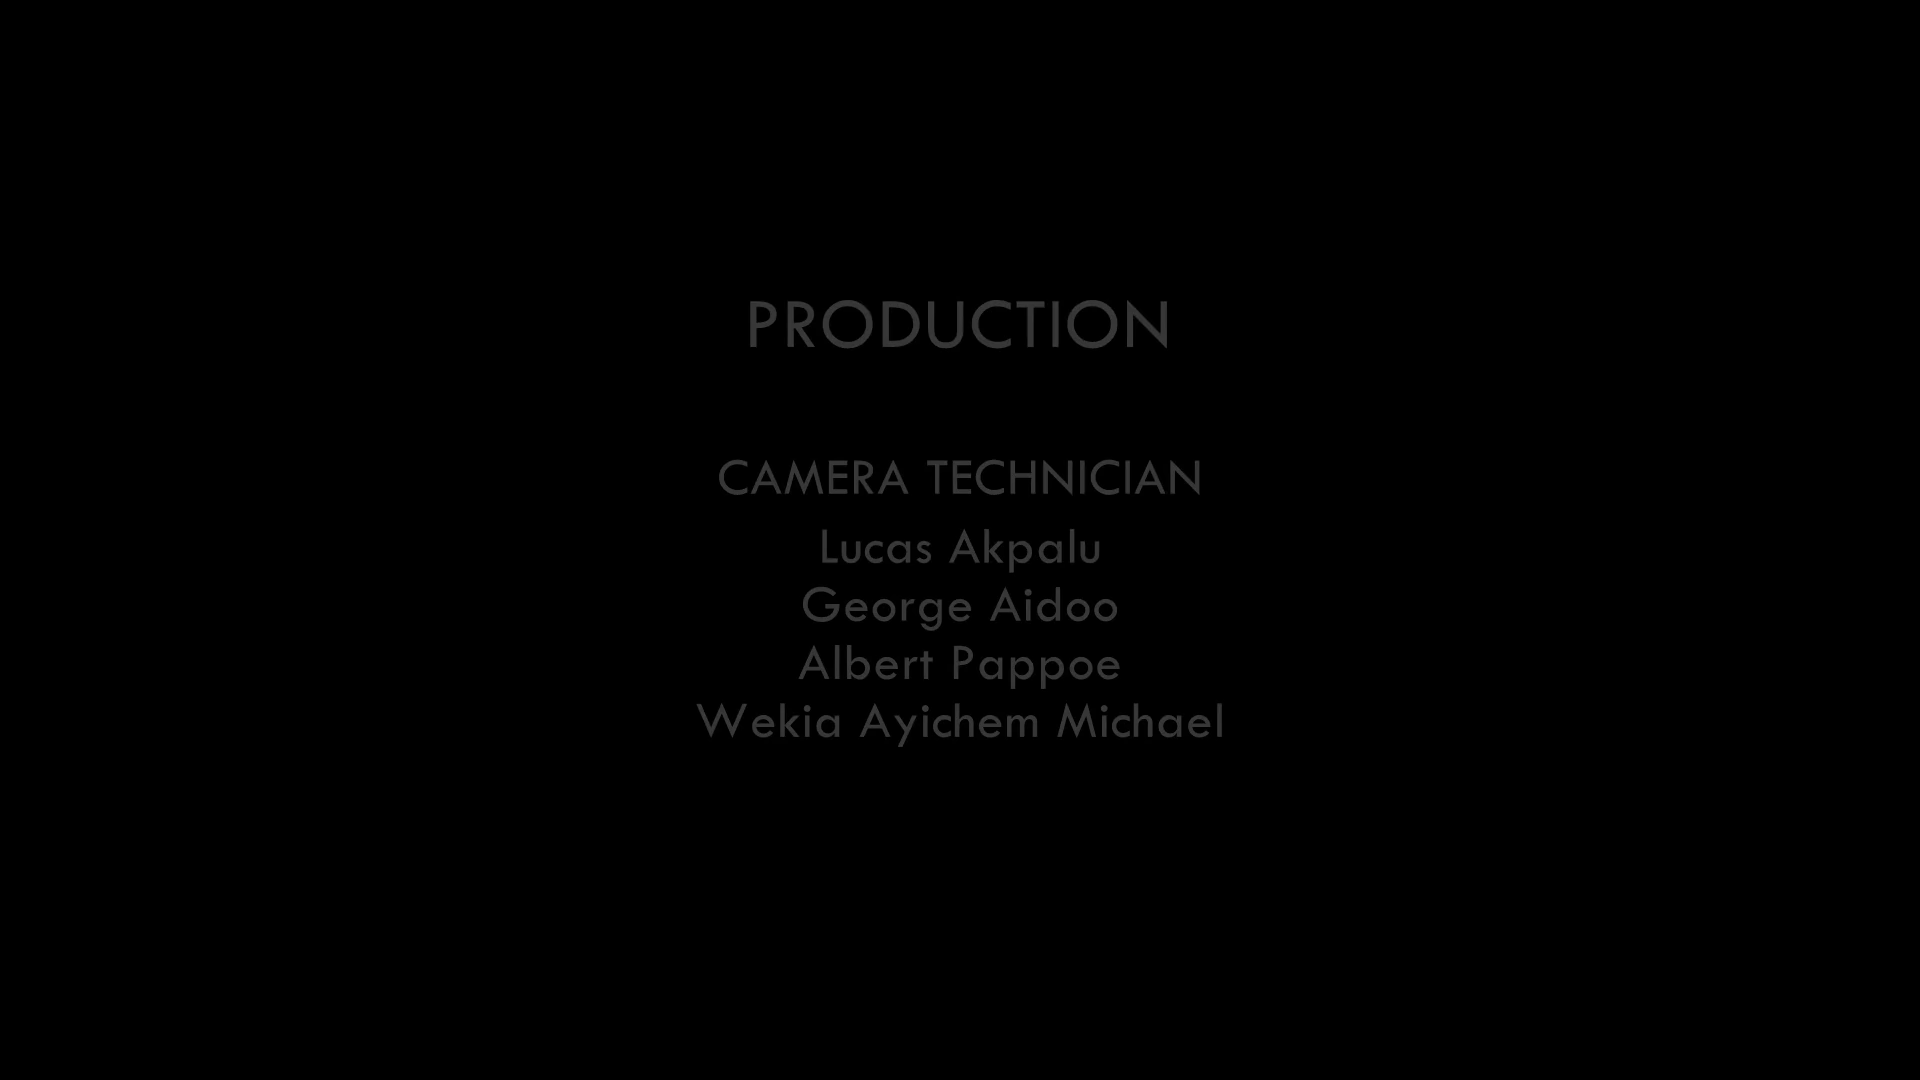 PRODUCTION
CAMERA TECHNICIAN
Lucas Akpalu
George Aidoo
Albert Pappoe
Wekia Ayichem Michael